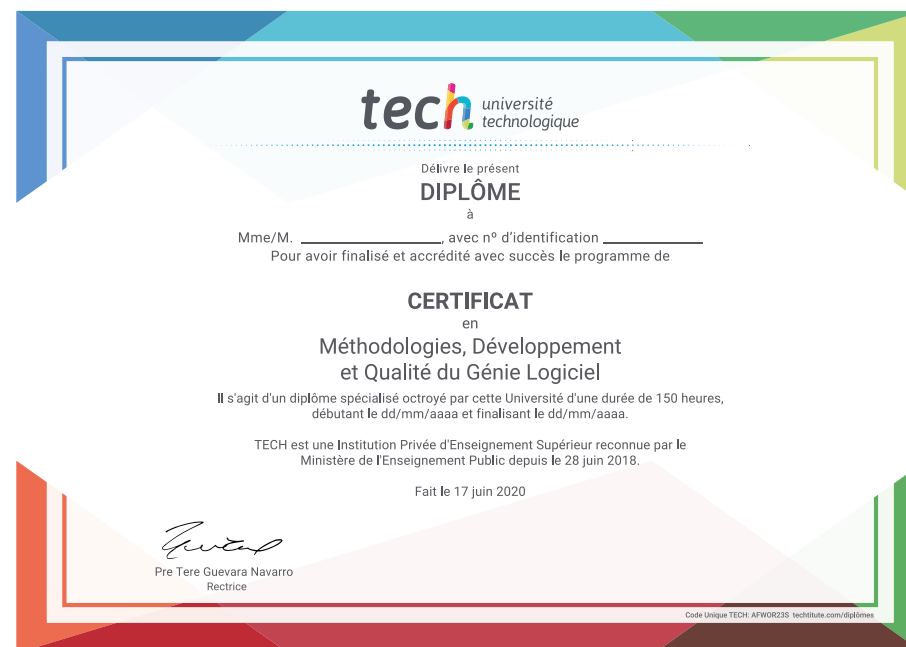 tech université
technologique
Délivre le présent
DIPLÔME
à
Mme/M. ____________________, avec nº d'identification ______________
Pour avoir finalisé et accrédité avec succès le programme de
CERTIFICAT
en
Méthodologies, Développement
et Qualité du Génie Logiciel
Il s'agit d'un diplôme spécialisé octroyé par cette Université d'une durée de 150 heures,
débutant le dd/mm/aaaa et finalisant le dd/mm/aaaa.
TECH est une Institution Privée d'Enseignement Supérieur reconnue par le
Ministère de l'Enseignement Public depuis le 28 juin 2018.
Fait le 17 juin 2020
Pre Tere Guevara Navarro
Rectrice
Code Unique TECH: AFWOR23S techtitute.com/diplômes